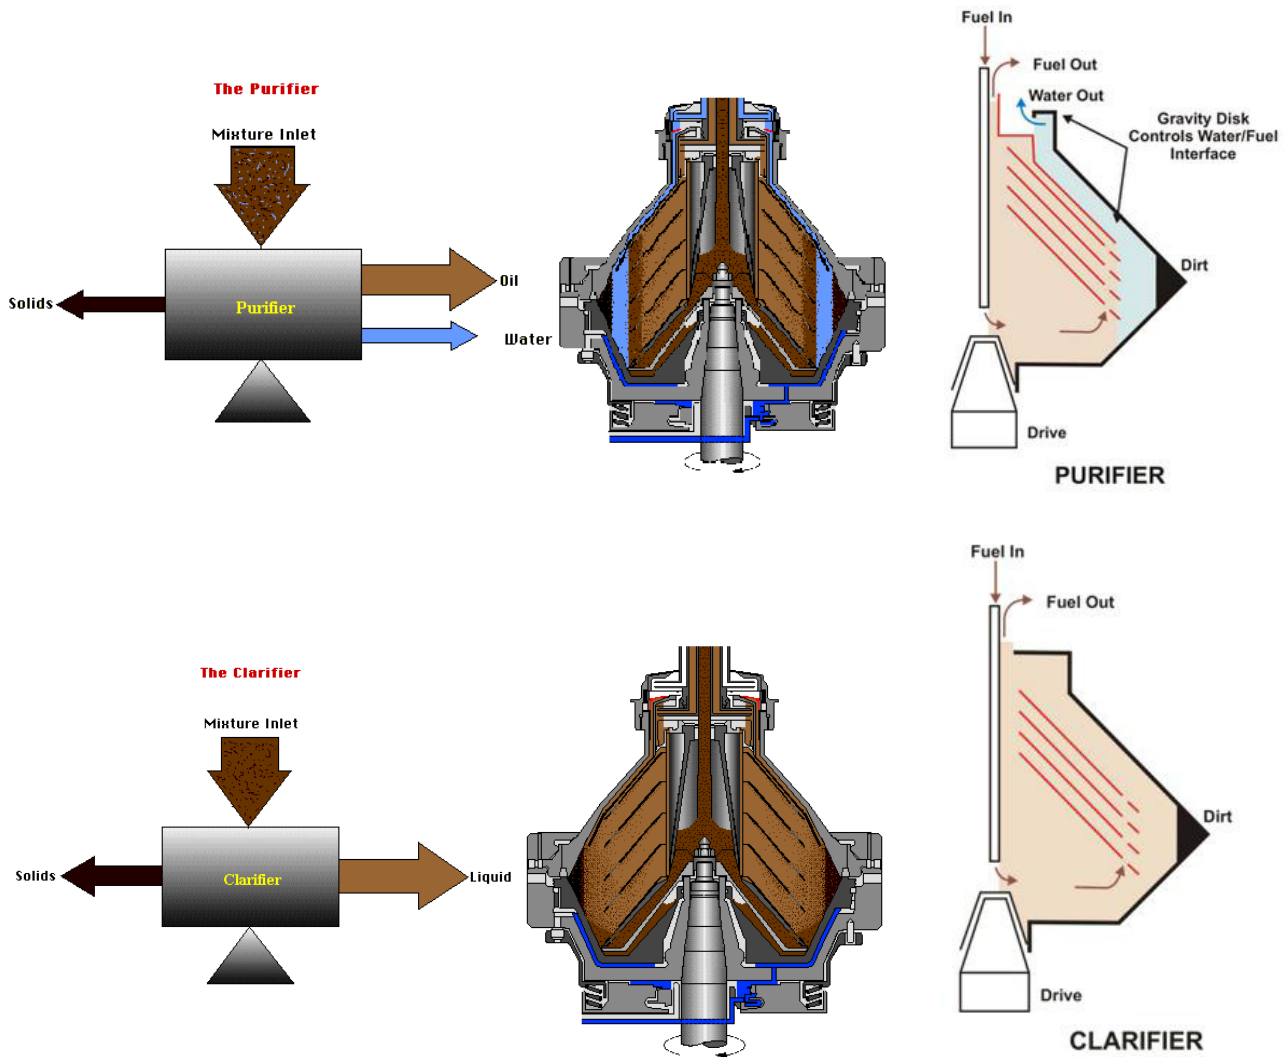 The Purifier
Mixture Inlet
Solids
Purifier
Oil
Water
Fuel In
Fuel Out
Water Out
Gravity Disk
Controls Water/Fuel
Interface
Dirt
Drive
PURIFIER
The Clarifier
Mixture Inlet
Solids
Clarifier
Liquid
Fuel In
Fuel Out
Dirt
Drive
CLARIFIER